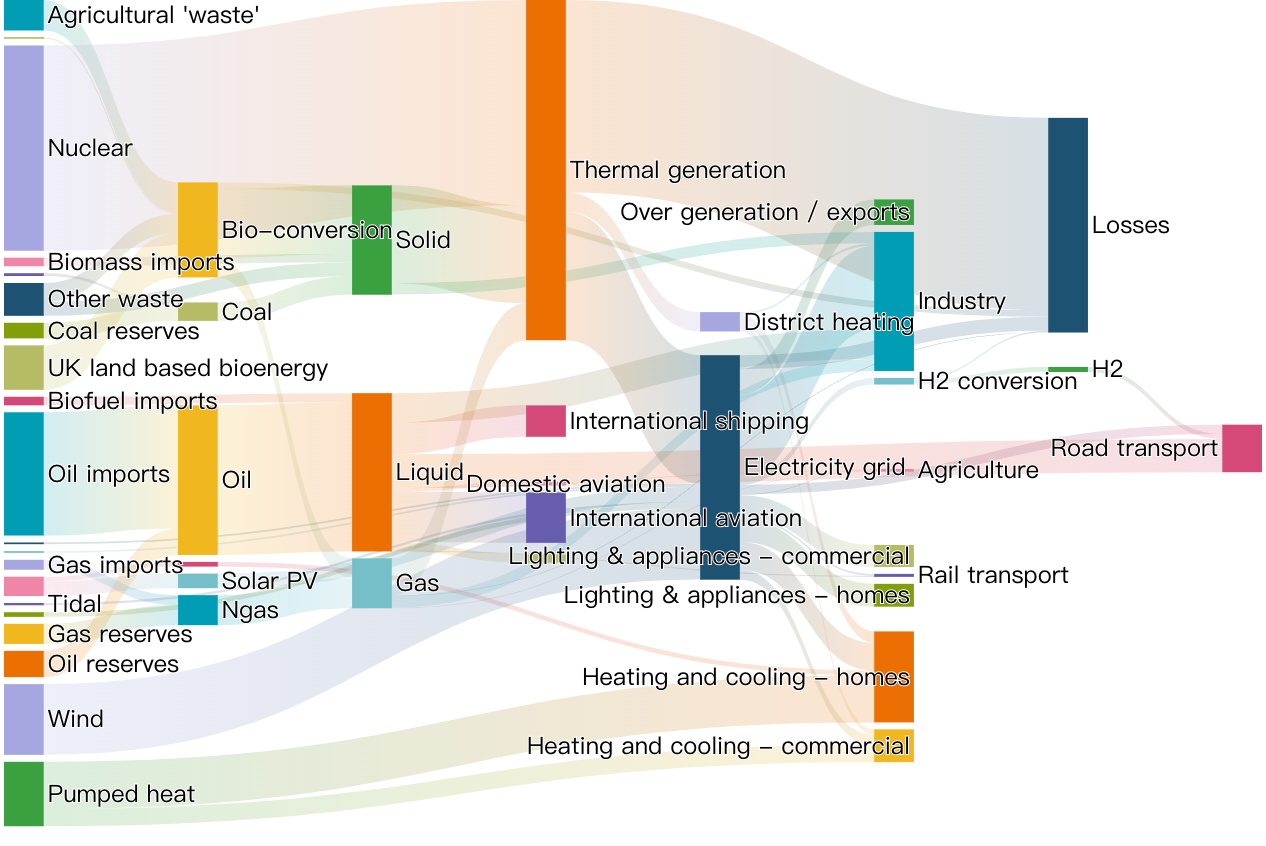 Agricultural 'waste'
Nuclear
Thermal generation
Over generation / exports
Losses
Bio-conversion
Solid
Biomass imports
Other waste
Industry
Coal
District heating
Coal reserves
UK land based bioenergy
H2
H2 conversion
Biofuel imports
International shipping
Road transport
Oil imports
Oil
Liquid
Electricity grid
Agriculture
Domestic aviation
International aviation
Lighting & appliances - commercial
Gas imports
Solar PV
Gas
Rail transport
Lighting & appliances - homes
Tidal
Ngas
Gas reserves
Oil reserves
Heating and cooling - homes
Wind
Heating and cooling - commercial
Pumped heat